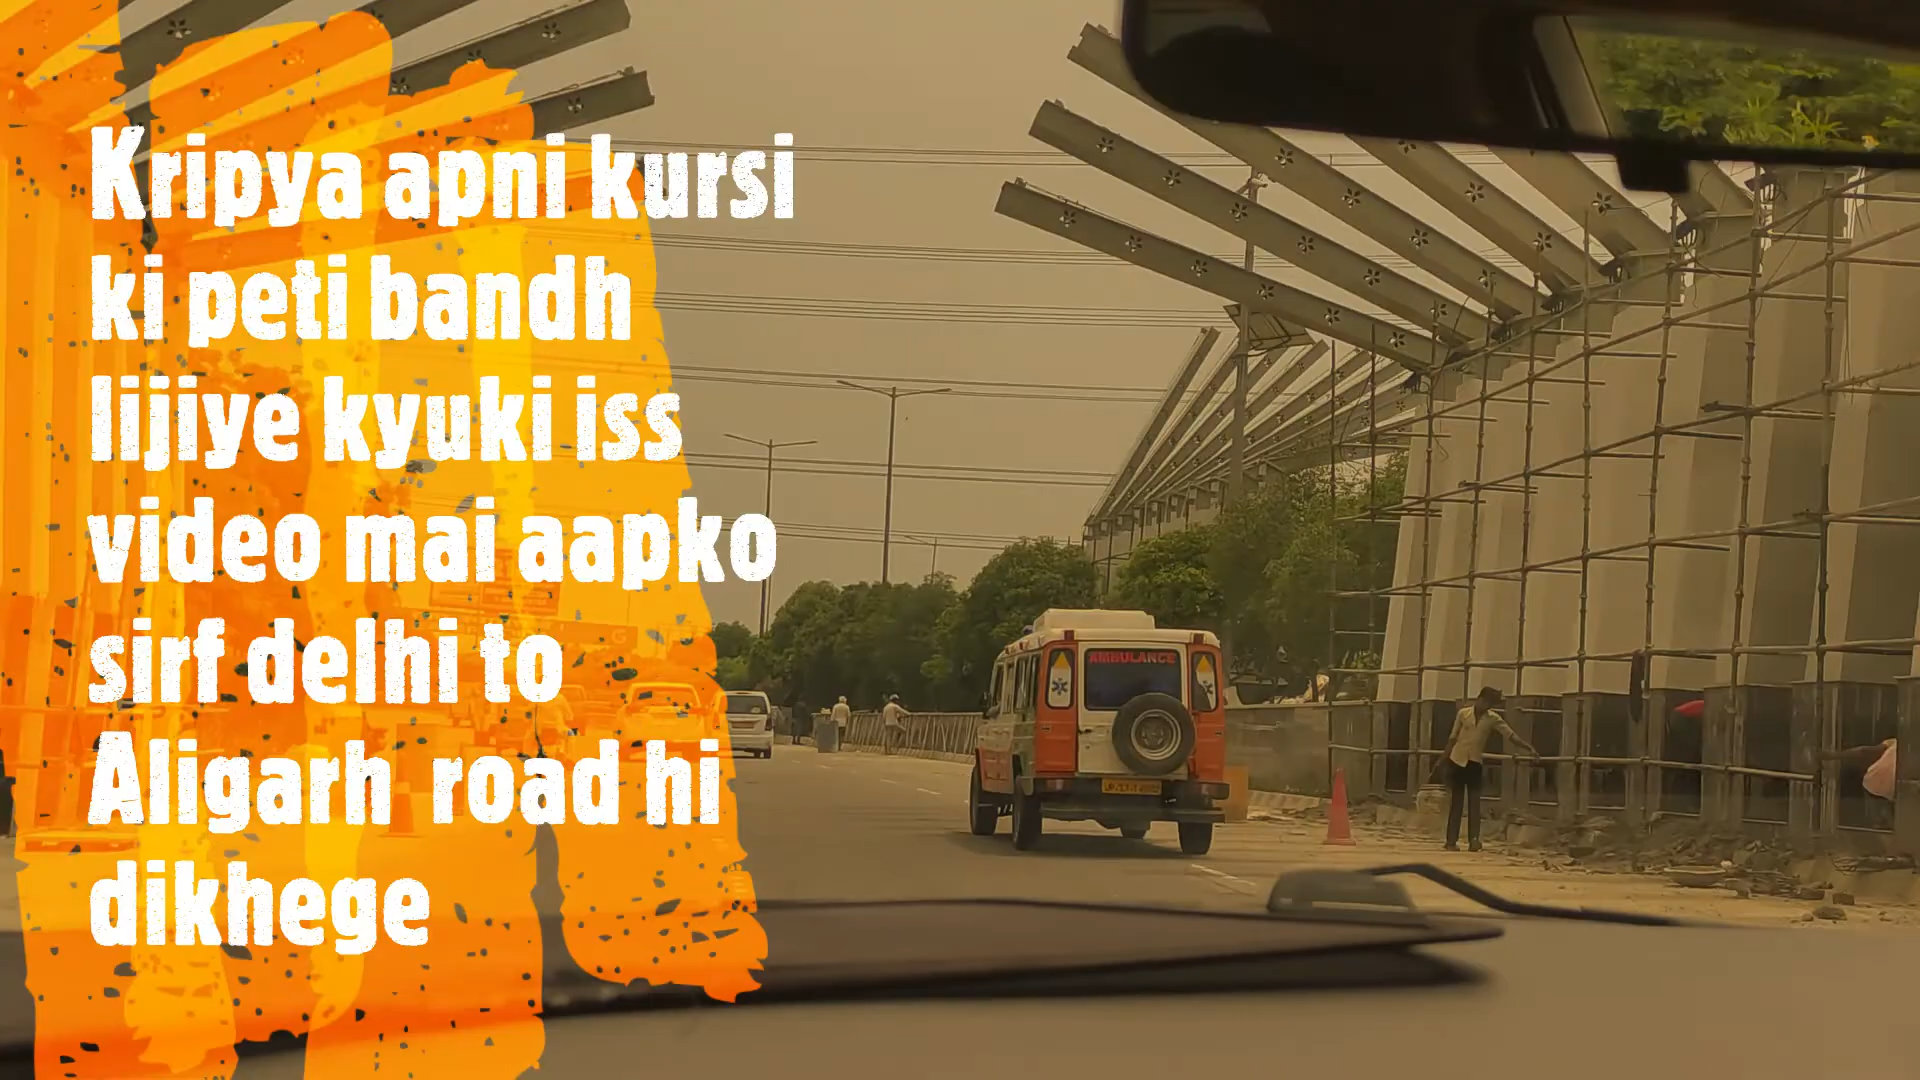 Kripya apni kursi
ki peti bandh
lijiye kyuki iss
video mai aapko
sirf delhi to
Aligarh road hi
dikhege
AMBULANCE